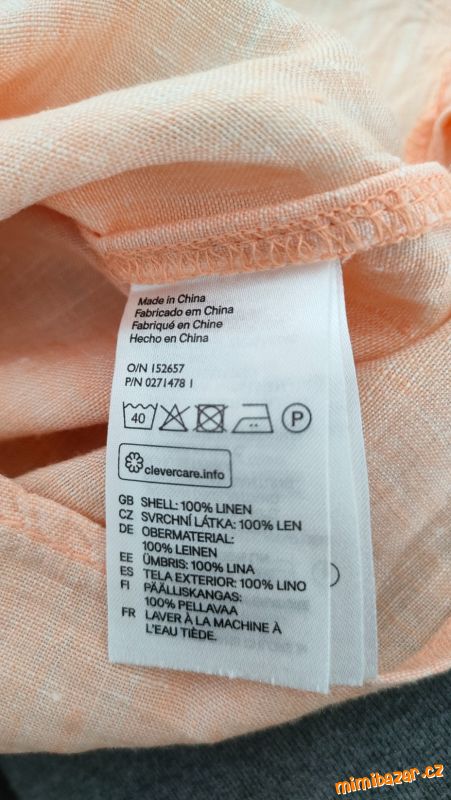 Made in China
Fabricado em China
Fabriqué en Chine
Hecho en China
O/N 152657
P/N 0271478 1
40
P
clevercare.info
GB SHELL: 100% LINEN
CZ SVRCHNÍ LÁTKA: 100% LEN
DE OBERMATERIAL:
100% LEINEN
EE ÜMBRIS: 100% LINA
ES TELA EXTERIOR: 100% LINO
FI PÄÄLLISKANGAS:
100% PELLAVAA
FR LAVER À LA MACHINE À
L'EAU TIÈDE.
mimibazar.cz